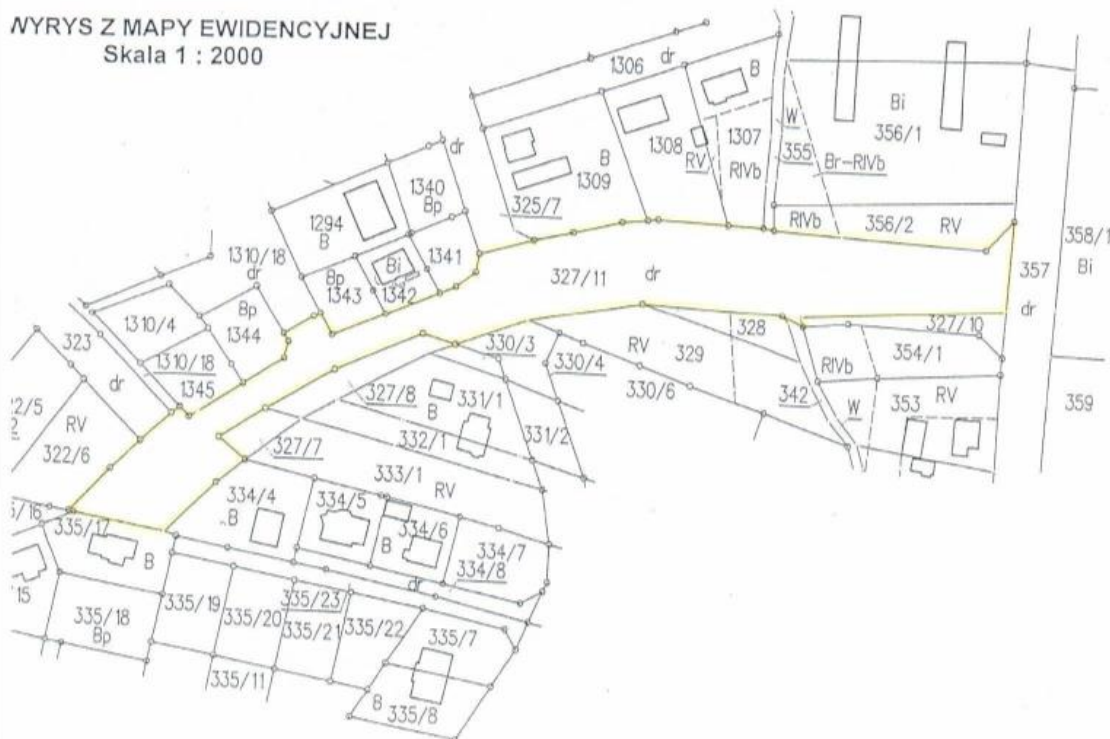 WYRYS Z MAPY EWIDENCYJNEJ
Skala 1 : 2000
1306 dr
B
1307
RIVb
1308
RV
B
1309
325/7
W
355
Br-RIVb
Bi
356/1
RIVb
356/2 RV
357
dr
358/1
Bi
359
dr
1340
Bp
1294
B
Bi
1341
1342
Bp
1343
1310/18
dr
Bp
1344
1310/4
1310/18
1345
323
dr
RV
322/6
327/11 dr
327/10
328
354/1
RIVb
RV
353
W
342
329
RV
330/6
330/4
330/3
331/1
B
331/2
327/8
332/1
327/7
333/1
RV
334/4
B
334/5
B
334/6
334/7
334/8
dr
335/17
B
335/18
Bp
335/19
335/20
335/23
335/21
335/22
335/7
335/11
B
335/8